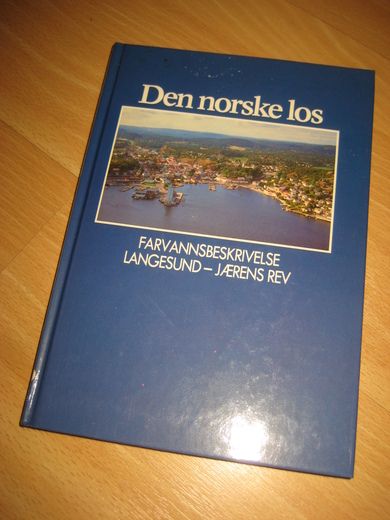 Den norske los
FARVANNSBESKRIVELSE
LANGESUND – JÆRENS REV